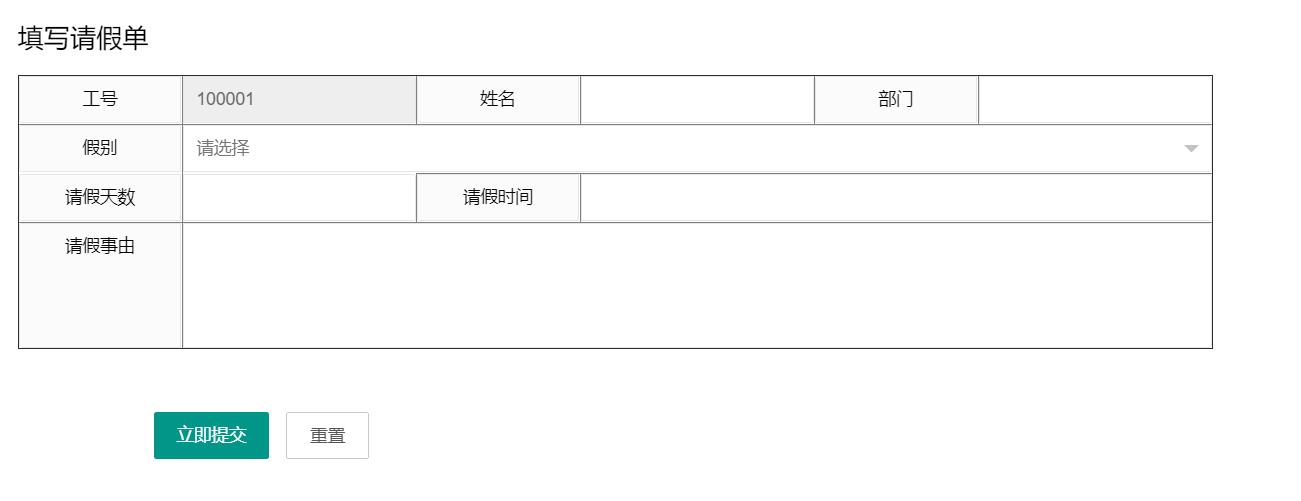 填写请假单
工号 100001 姓名 部门
假别 请选择
请假天数 请假时间
请假事由
立即提交 重置